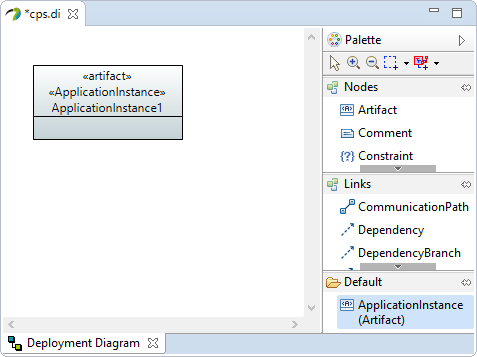 *cps.di
«artifact»
«ApplicationInstance»
ApplicationInstance1
Palette
Nodes
Artifact
Comment
{?} Constraint
Links
CommunicationPath
Dependency
DependencyBranch
Default
ApplicationInstance
(Artifact)
Deployment Diagram